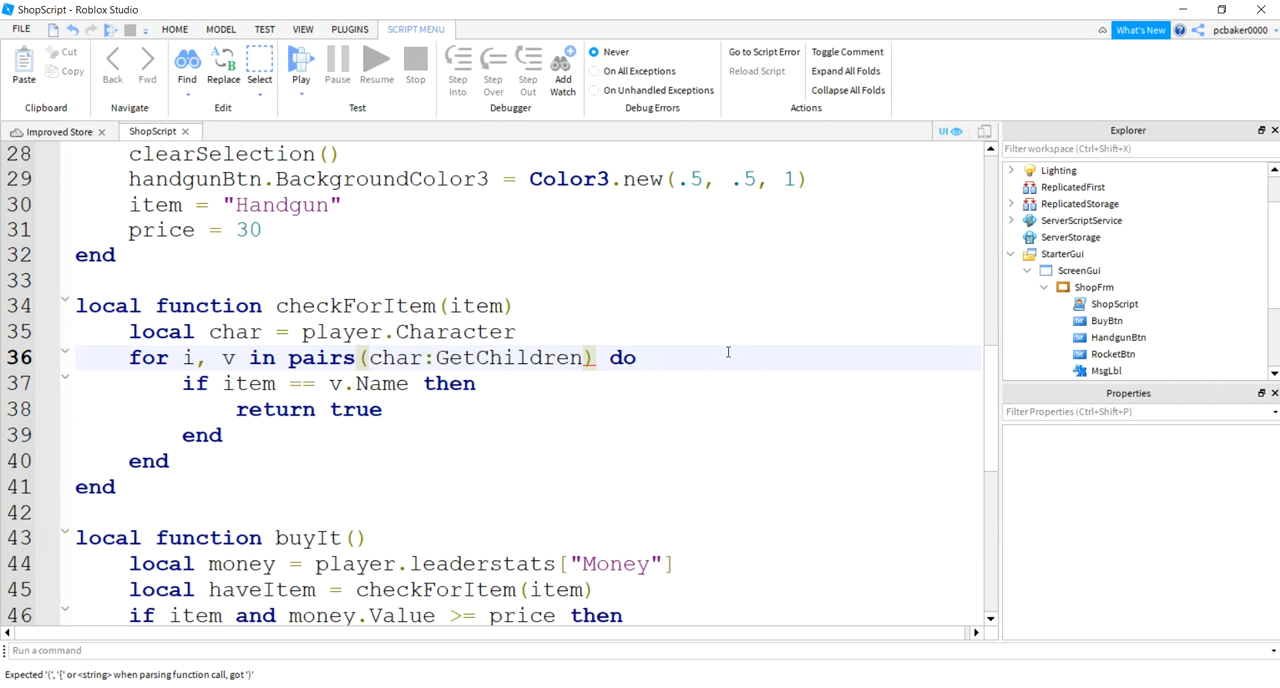 ShopScript - Roblox Studio
FILE HOME MODEL TEST VIEW PLUGINS SCRIPT MENU What's New pcbaker0000
Paste Cut Copy Back Fwd Find Replace Select Play Pause Resume Stop Step Into Step Over Step Out Add Watch
Never
On All Exceptions
On Unhandled Exceptions
Go to Script Error
Reload Script
Toggle Comment
Expand All Folds
Collapse All Folds
Clipboard Navigate Edit Test Debugger Debug Errors Actions
Improved Store ShopScript UI
28 clearSelection()
29 handgunBtn.BackgroundColor3 = Color3.new(.5, .5, 1)
30 item = "Handgun"
31 price = 30
32 end
33
34 local function checkForItem(item)
35 local char = player.Character
36 for i, v in pairs(char:GetChildren) do
37 if item == v.Name then
38 return true
39 end
40 end
41 end
42
43 local function buyIt()
44 local money = player.leaderstats["Money"]
45 local haveItem = checkForItem(item)
46 if item and money.Value >= price then
Explorer
Filter workspace (Ctrl+Shift+X)
Lighting
ReplicatedFirst
ReplicatedStorage
ServerScriptService
ServerStorage
StarterGui
ScreenGui
ShopFrm
ShopScript
BuyBtn
HandgunBtn
RocketBtn
MsgLbl
Properties
Filter Properties (Ctrl+Shift+P)
Run a command
Expected '(', '{' or <string> when parsing function call, got ')'